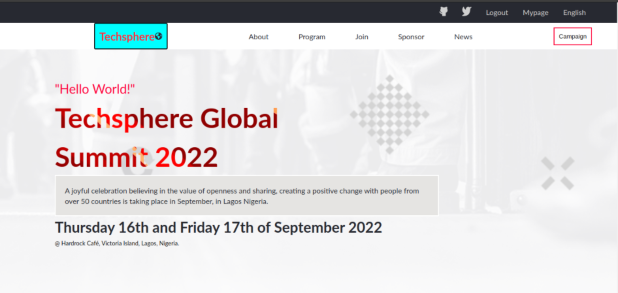 Logout Mypage English
Techsphere
About Program Join Sponsor News Campaign
"Hello World!"
Techsphere Global
Summit 2022
A joyful celebration believing in the value of openness and sharing, creating a positive change with people from
over 50 countries is taking place in September, in Lagos Nigeria.
Thursday 16th and Friday 17th of September 2022
@ Hardrock Café, Victoria Island, Lagos, Nigeria.